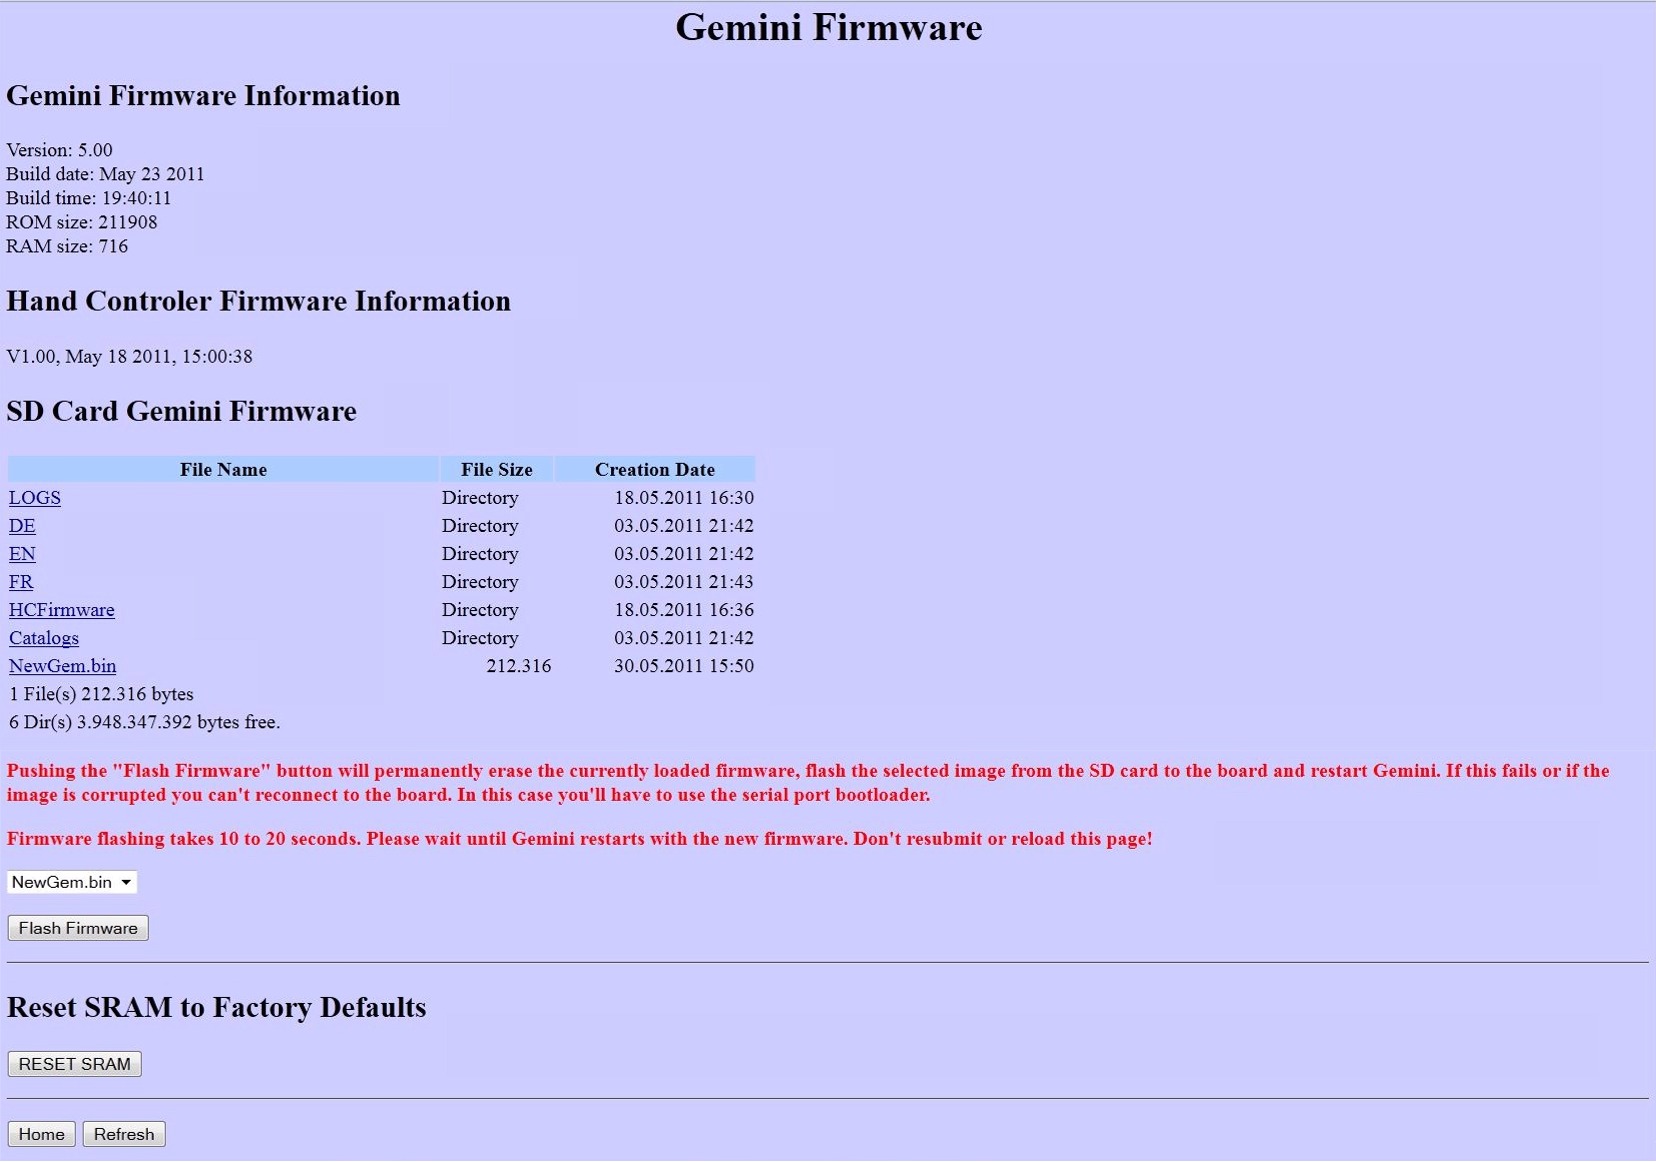 Gemini Firmware
Gemini Firmware Information
Version: 5.00
Build date: May 23 2011
Build time: 19:40:11
ROM size: 211908
RAM size: 716
Hand Controler Firmware Information
V1.00, May 18 2011, 15:00:38
SD Card Gemini Firmware
File Name File Size Creation Date
LOGS Directory 18.05.2011 16:30
DE Directory 03.05.2011 21:42
EN Directory 03.05.2011 21:42
FR Directory 03.05.2011 21:43
HCFirmware Directory 18.05.2011 16:36
Catalogs Directory 03.05.2011 21:42
NewGem.bin 212.316 30.05.2011 15:50
1 File(s) 212.316 bytes
6 Dir(s) 3.948.347.392 bytes free.
Pushing the "Flash Firmware" button will permanently erase the currently loaded firmware, flash the selected image from the SD card to the board and restart Gemini. If this fails or if the
image is corrupted you can't reconnect to the board. In this case you'll have to use the serial port bootloader.
Firmware flashing takes 10 to 20 seconds. Please wait until Gemini restarts with the new firmware. Don't resubmit or reload this page!
NewGem.bin
Flash Firmware
Reset SRAM to Factory Defaults
RESET SRAM
Home Refresh